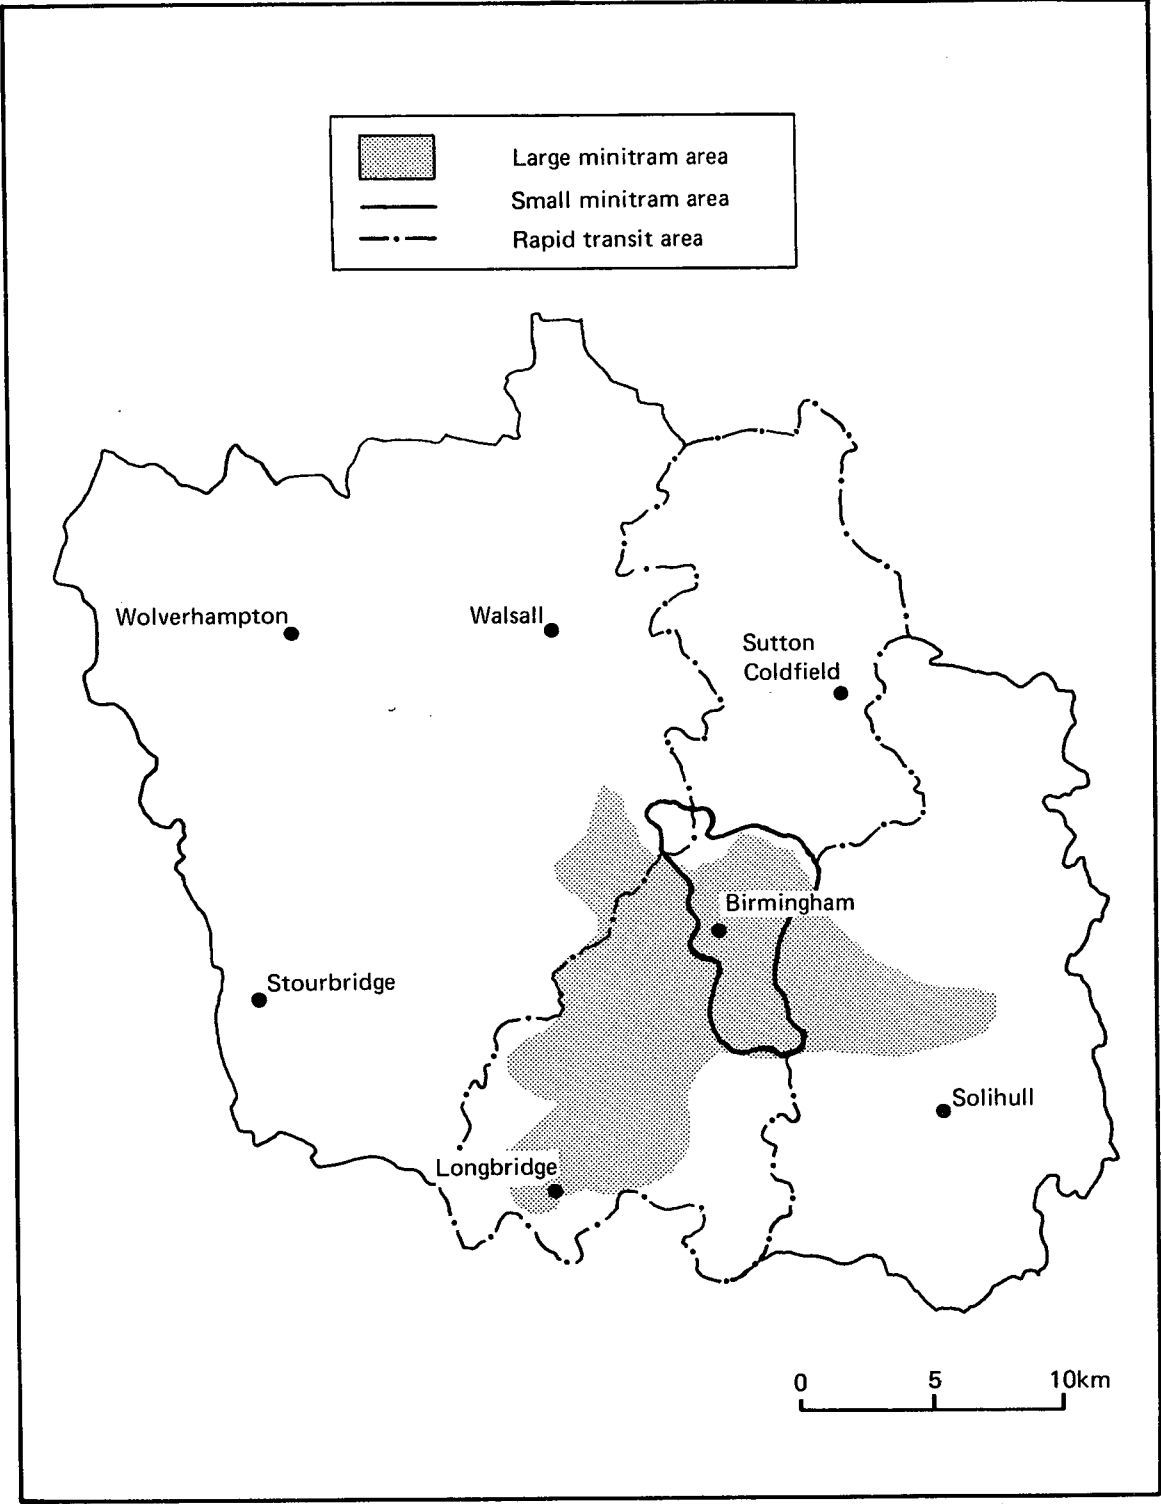 Large minitram area
Small minitram area
Rapid transit area
Wolverhampton
Walsall
Sutton
Coldfield
Birmingham
Stourbridge
Solihull
Longbridge
0 5 10km